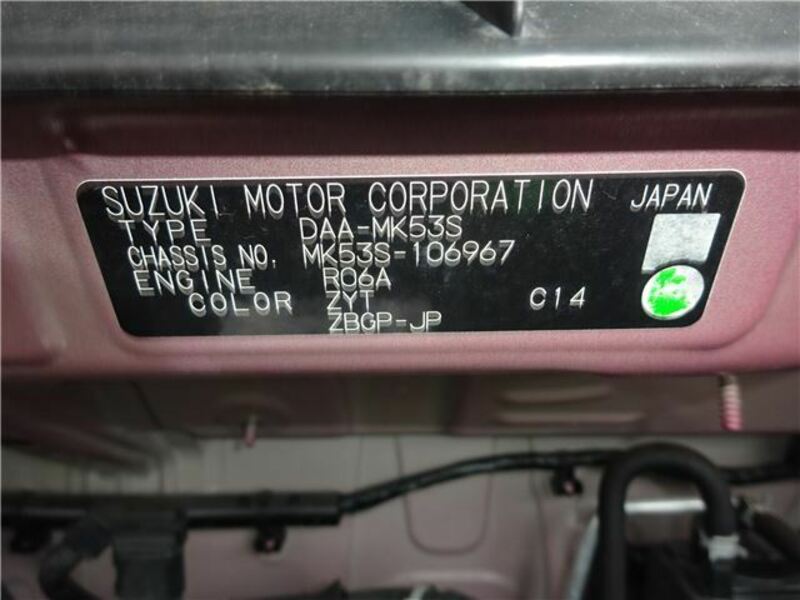 SUZUKI MOTOR CORPORATION JAPAN
TYPE DAA-MK53S
CHASSIS NO. MK53S-106967
ENGINE R06A
COLOR ZYT C14
ZBGP-JP